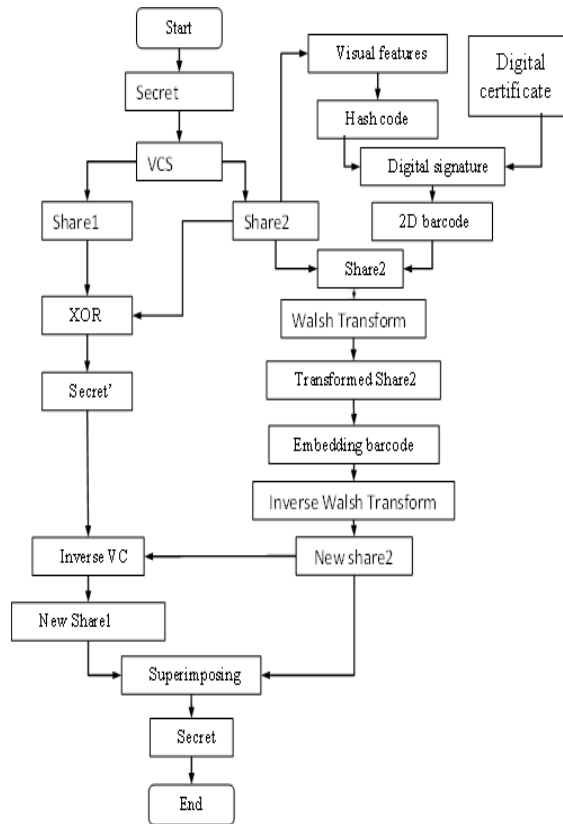 Start
Visual features
Digital
certificate
Secret
Hash code
VCS
Digital signature
Share1
Share2
2D barcode
Share2
XOR
Walsh Transform
Secret’
Transformed Share2
Embedding barcode
Inverse Walsh Transform
Inverse VC
New share2
New Share1
Superimposing
Secret
End